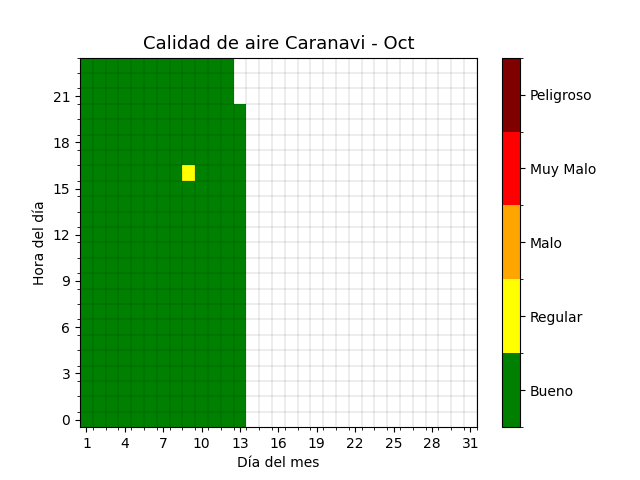 Calidad de aire Caranavi - Oct
21
18
15
12
9
6
3
0
Hora del día
1 4 7 10 13 16 19 22 25 28 31
Día del mes
Peligroso
Muy Malo
Malo
Regular
Bueno